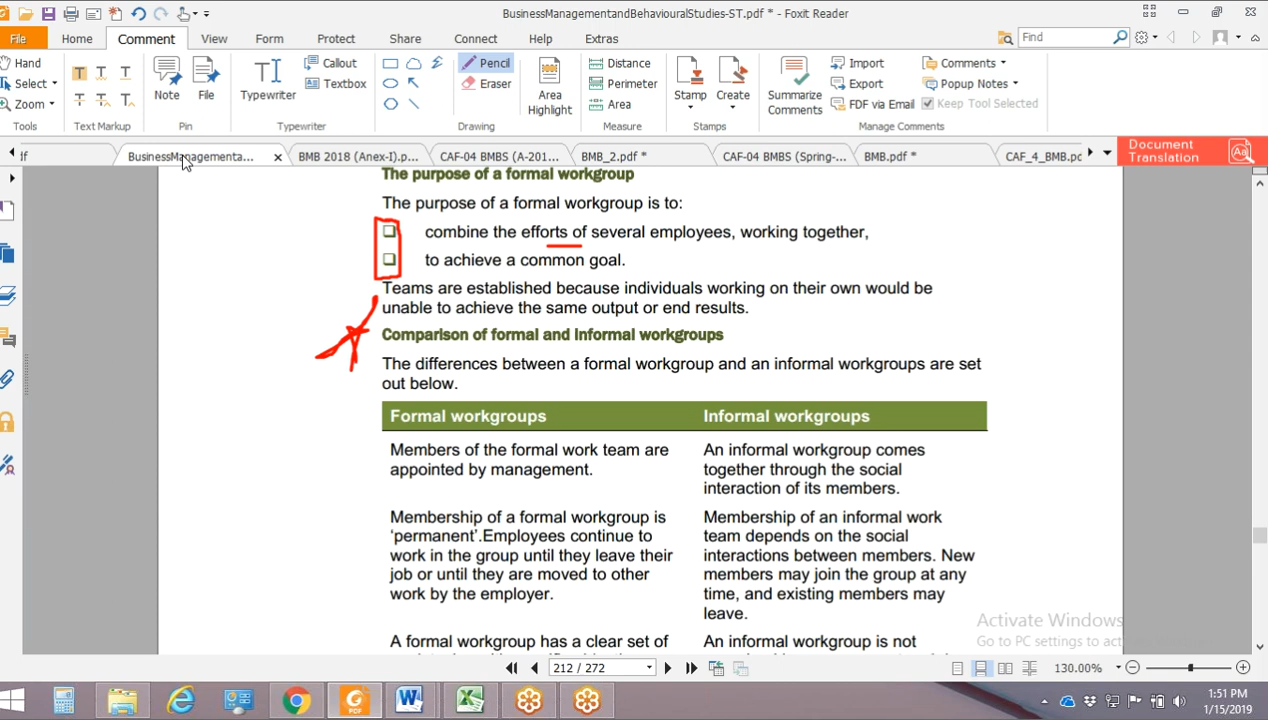 BusinessManagementandBehaviouralStudies-ST.pdf * - Foxit Reader
File Home Comment View Form Protect Share Connect Help Extras Find
Hand
Select
Zoom
Tools
T T T
T T T
Text Markup
Note File
Pin
Typewriter
Callout
Textbox
Typewriter
Pencil
Eraser
Area Highlight
Drawing
Distance
Perimeter
Area
Measure
Stamp Create
Stamps
Summarize Comments
Import
Export
FDF via Email
Comments
Popup Notes
Keep Tool Selected
Manage Comments
df BusinessManagementa... BMB 2018 (Anex-I).p... CAF-04 BMBS (A-201... BMB_2.pdf * CAF-04 BMBS (Spring-... BMB.pdf * CAF_4_BMB.pd
Document
Translation
The purpose of a formal workgroup
The purpose of a formal workgroup is to:
combine the efforts of several employees, working together,
to achieve a common goal.
Teams are established because individuals working on their own would be
unable to achieve the same output or end results.
Comparison of formal and informal workgroups
The differences between a formal workgroup and an informal workgroups are set
out below.
Formal workgroups Informal workgroups
Members of the formal work team are
appointed by management.
An informal workgroup comes
together through the social
interaction of its members.
Membership of a formal workgroup is
‘permanent’.Employees continue to
work in the group until they leave their
job or until they are moved to other
work by the employer.
Membership of an informal work
team depends on the social
interactions between members. New
members may join the group at any
time, and existing members may
leave.
A formal workgroup has a clear set of
An informal workgroup is not
Activate Windows
Go to PC settings to act
212 / 272
130.00%
1:51 PM
1/15/2019